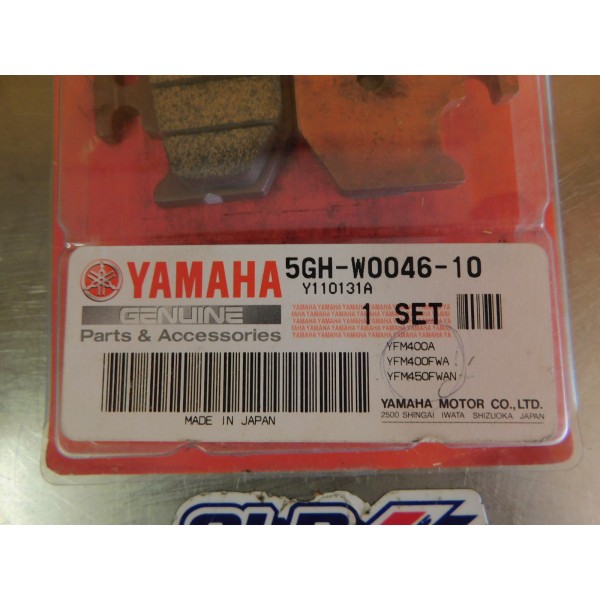 YAMAHA 5GH-W0046-10
Y110131A
GENUINE
Parts & Accessories
1 SET
YFM400A
YFM400FWA
YFM450FWAN
MADE IN JAPAN
YAMAHA MOTOR CO.,LTD.
2500 SHINGAI IWATA SHIZUOKA JAPAN